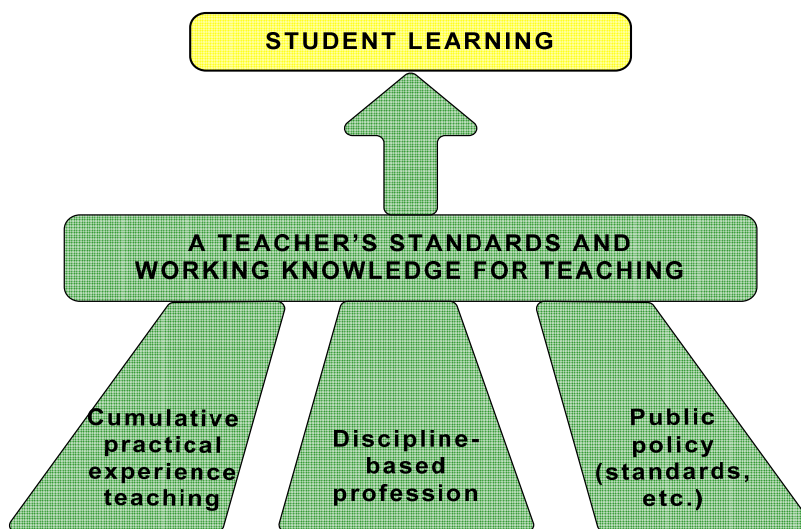 STUDENT LEARNING
A TEACHER’S STANDARDS AND
WORKING KNOWLEDGE FOR TEACHING
Cumulative
practical
experience
teaching
Discipline-
based
profession
Public
policy
(standards,
etc.)